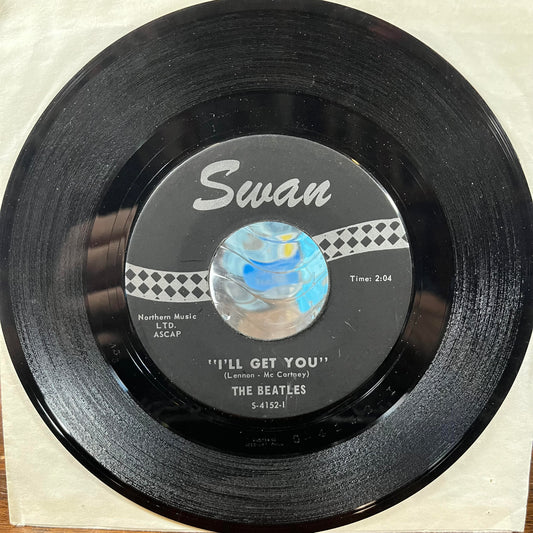 Swan
Time: 2:04
Northern Music
LTD.
ASCAP
"I'LL GET YOU"
(Lennon - Mc Cartney)
THE BEATLES
S-4152-I